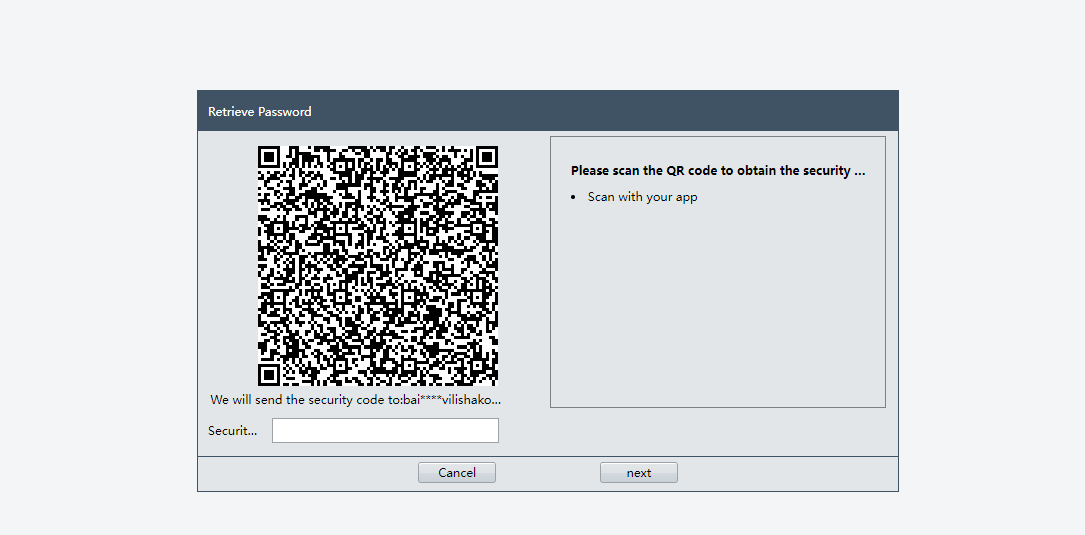 Retrieve Password
Please scan the QR code to obtain the security ...
• Scan with your app
We will send the security code to:bai****vilishako...
Securit...
Cancel
next